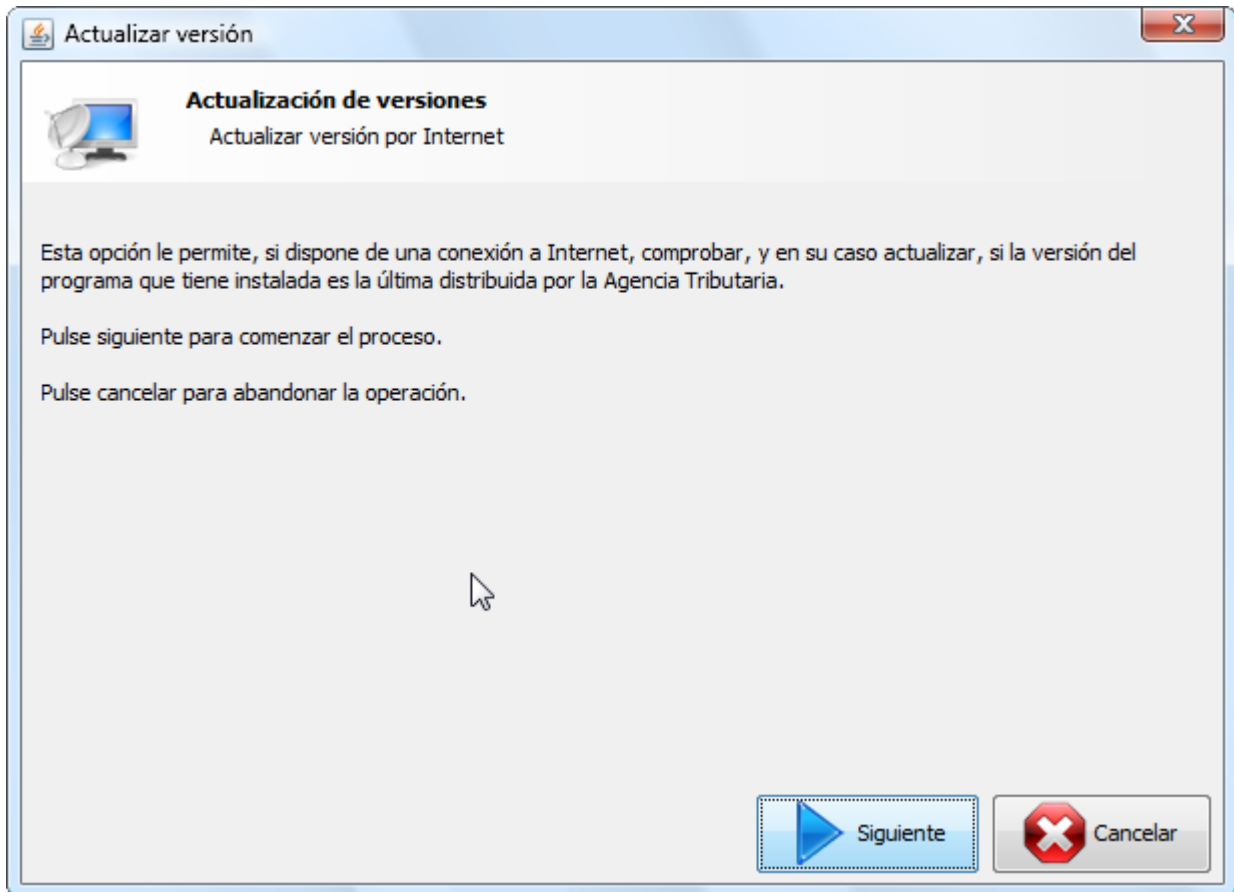 Actualizar versión
Actualización de versiones
Actualizar versión por Internet
Esta opción le permite, si dispone de una conexión a Internet, comprobar, y en su caso actualizar, si la versión del
programa que tiene instalada es la última distribuida por la Agencia Tributaria.
Pulse siguiente para comenzar el proceso.
Pulse cancelar para abandonar la operación.
Siguiente
Cancelar